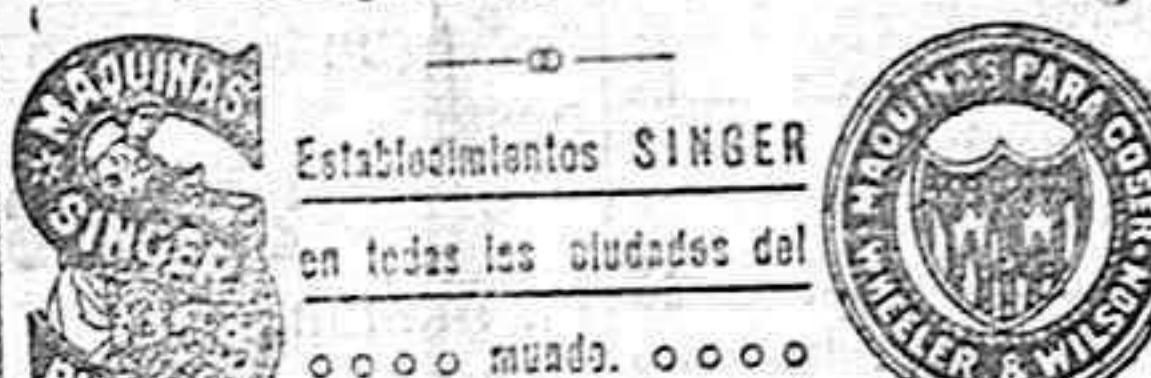 MAQUINAS
SINGER
Establecimientos SINGER
en todas las ciudades del
mundo.
MAQUINAS PARA COSER
WHEELER & WILSON